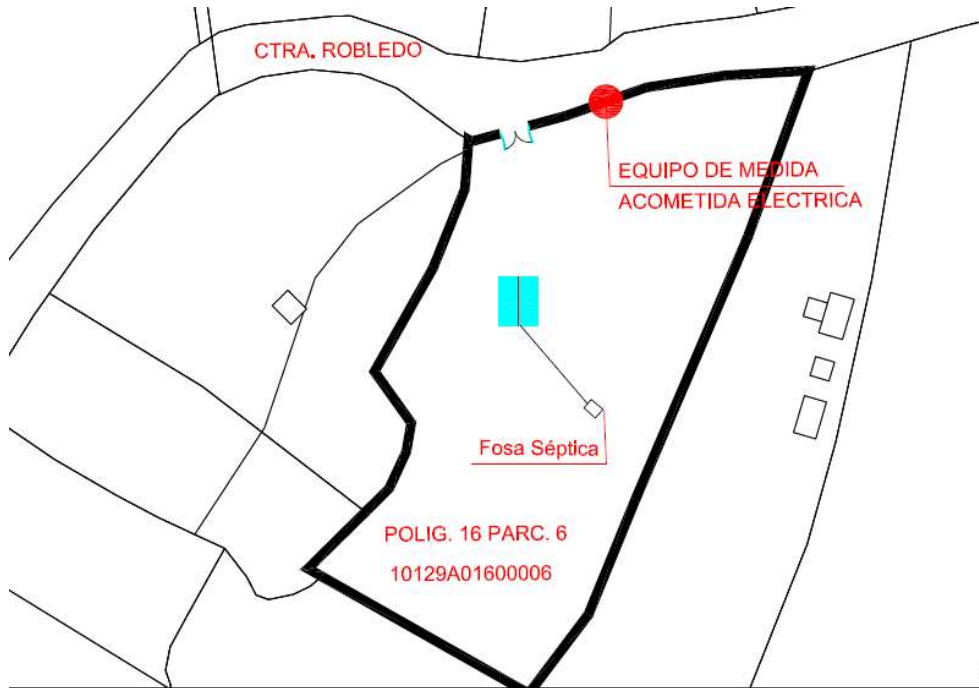 CTRA. ROBLEDO
EQUIPO DE MEDIDA
ACOMETIDA ELECTRICA
Fosa Séptica
POLIG. 16 PARC. 6
10129A01600006